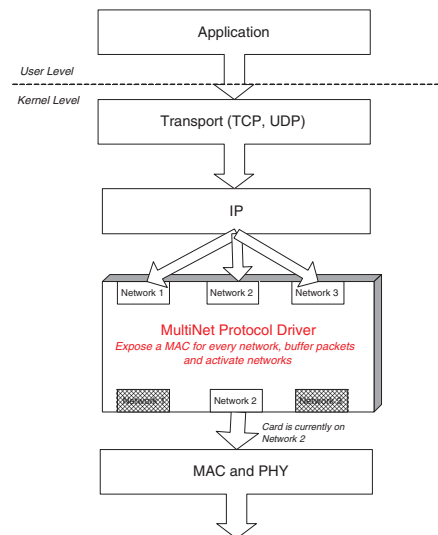 Application
User Level
Kernel Level
Transport (TCP, UDP)
IP
Network 1
Network 2
Network 3
MultiNet Protocol Driver
Expose a MAC for every network, buffer packets
and activate networks
Network 1
Network 2
Network 3
Card is currently on
Network 2
MAC and PHY